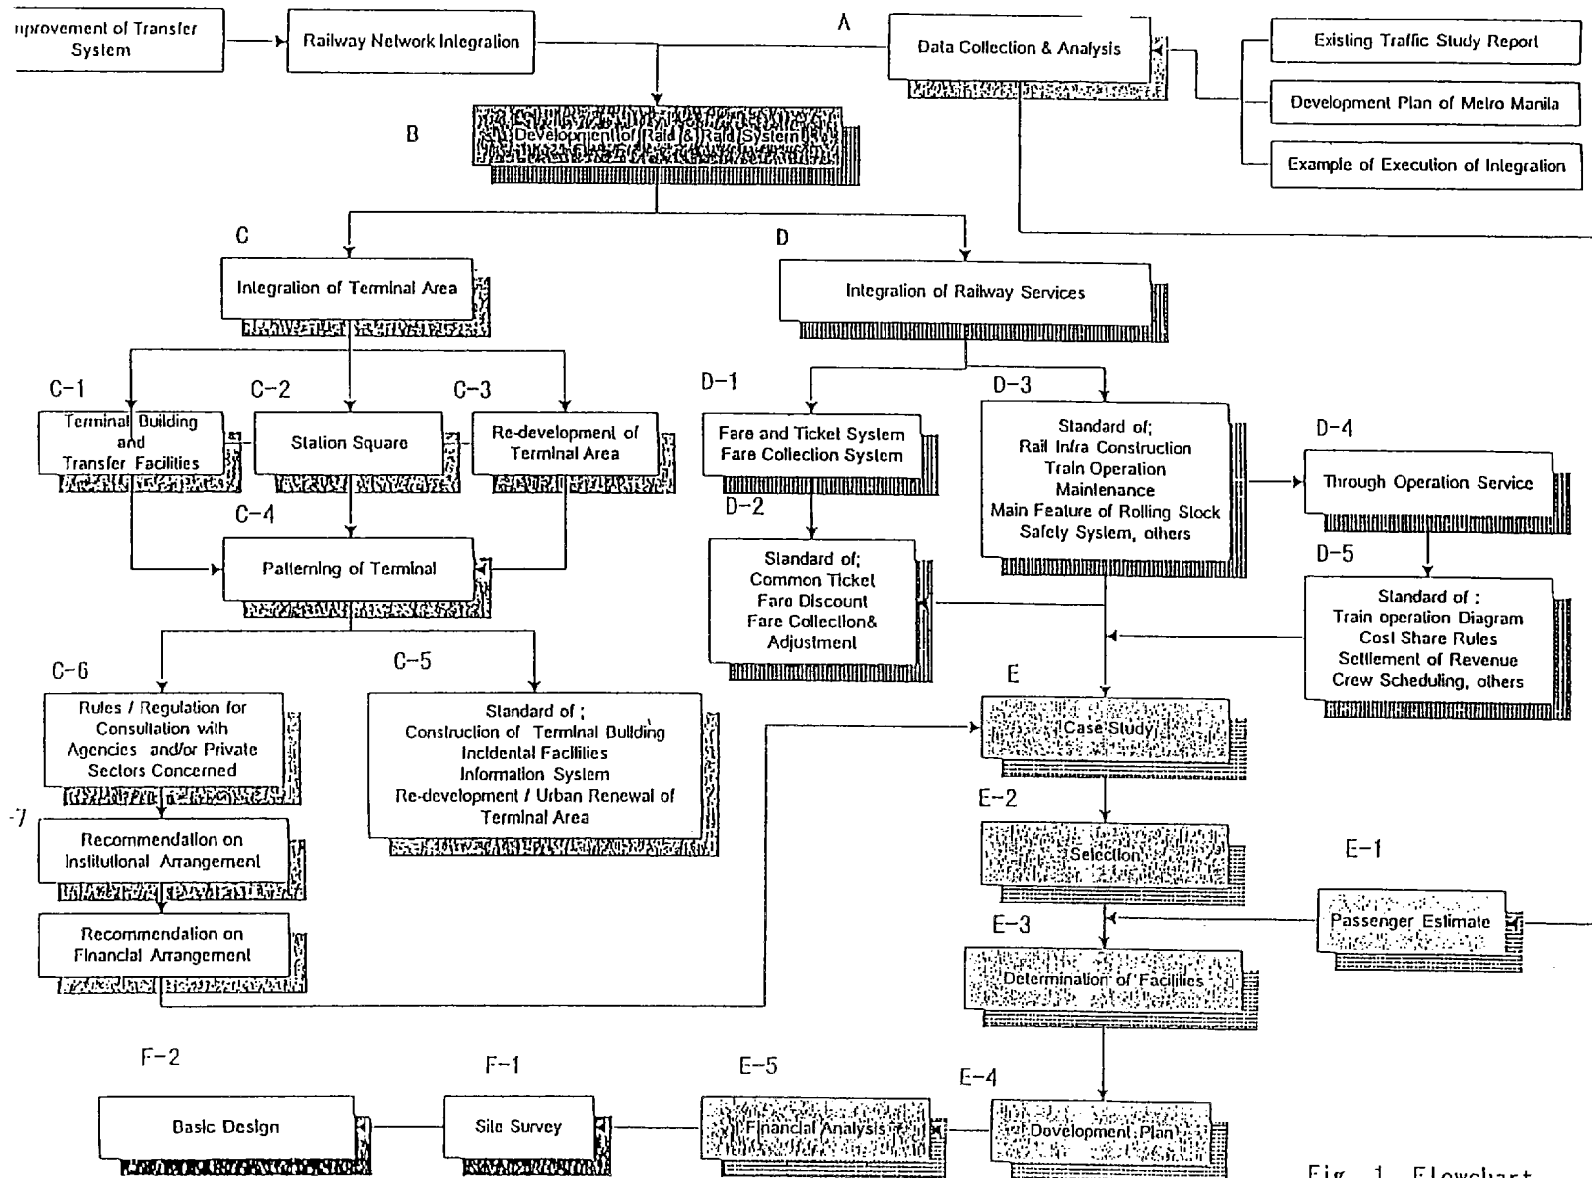 nprovement of Transfer
System
Railway Network Integration
A
Data Collection & Analysis
Existing Traffic Study Report
Development Plan of Metro Manila
Example of Execution of Integration
B
Development of Raid & Raid System
C
Integration of Terminal Area
D
Integration of Railway Services
C-1
Terminal Building
and
Transfer Facilities
C-2
Station Square
C-3
Re-development of
Terminal Area
C-4
Patterning of Terminal
D-1
Fare and Ticket System
Fare Collection System
D-2
Standard of;
Common Ticket
Fare Discount
Fare Collection&
Adjustment
D-3
Standard of;
Rail Infra Construction
Train Operation
Maintenance
Main Feature of Rolling Stock
Safety System, others
D-4
Through Operation Service
D-5
Standard of :
Train operation Diagram
Cost Share Rules
Settlement of Revenue
Crew Scheduling, others
C-6
Rules / Regulation for
Consultation with
Agencies and/or Private
Sectors Concerned
C-5
Standard of ;
Construction of Terminal Building
Incidental Facilities
Information System
Re-development / Urban Renewal of
Terminal Area
-7
Recommendation on
Institutional Arrangement
Recommendation on
Financial Arrangement
E
Case Study
E-2
Selection
E-1
Passenger Estimate
E-3
Determination of Facilities
F-2
Basic Design
F-1
Site Survey
E-5
Financial Analysis
E-4
Development Plan
Fig. 1 Flowchart